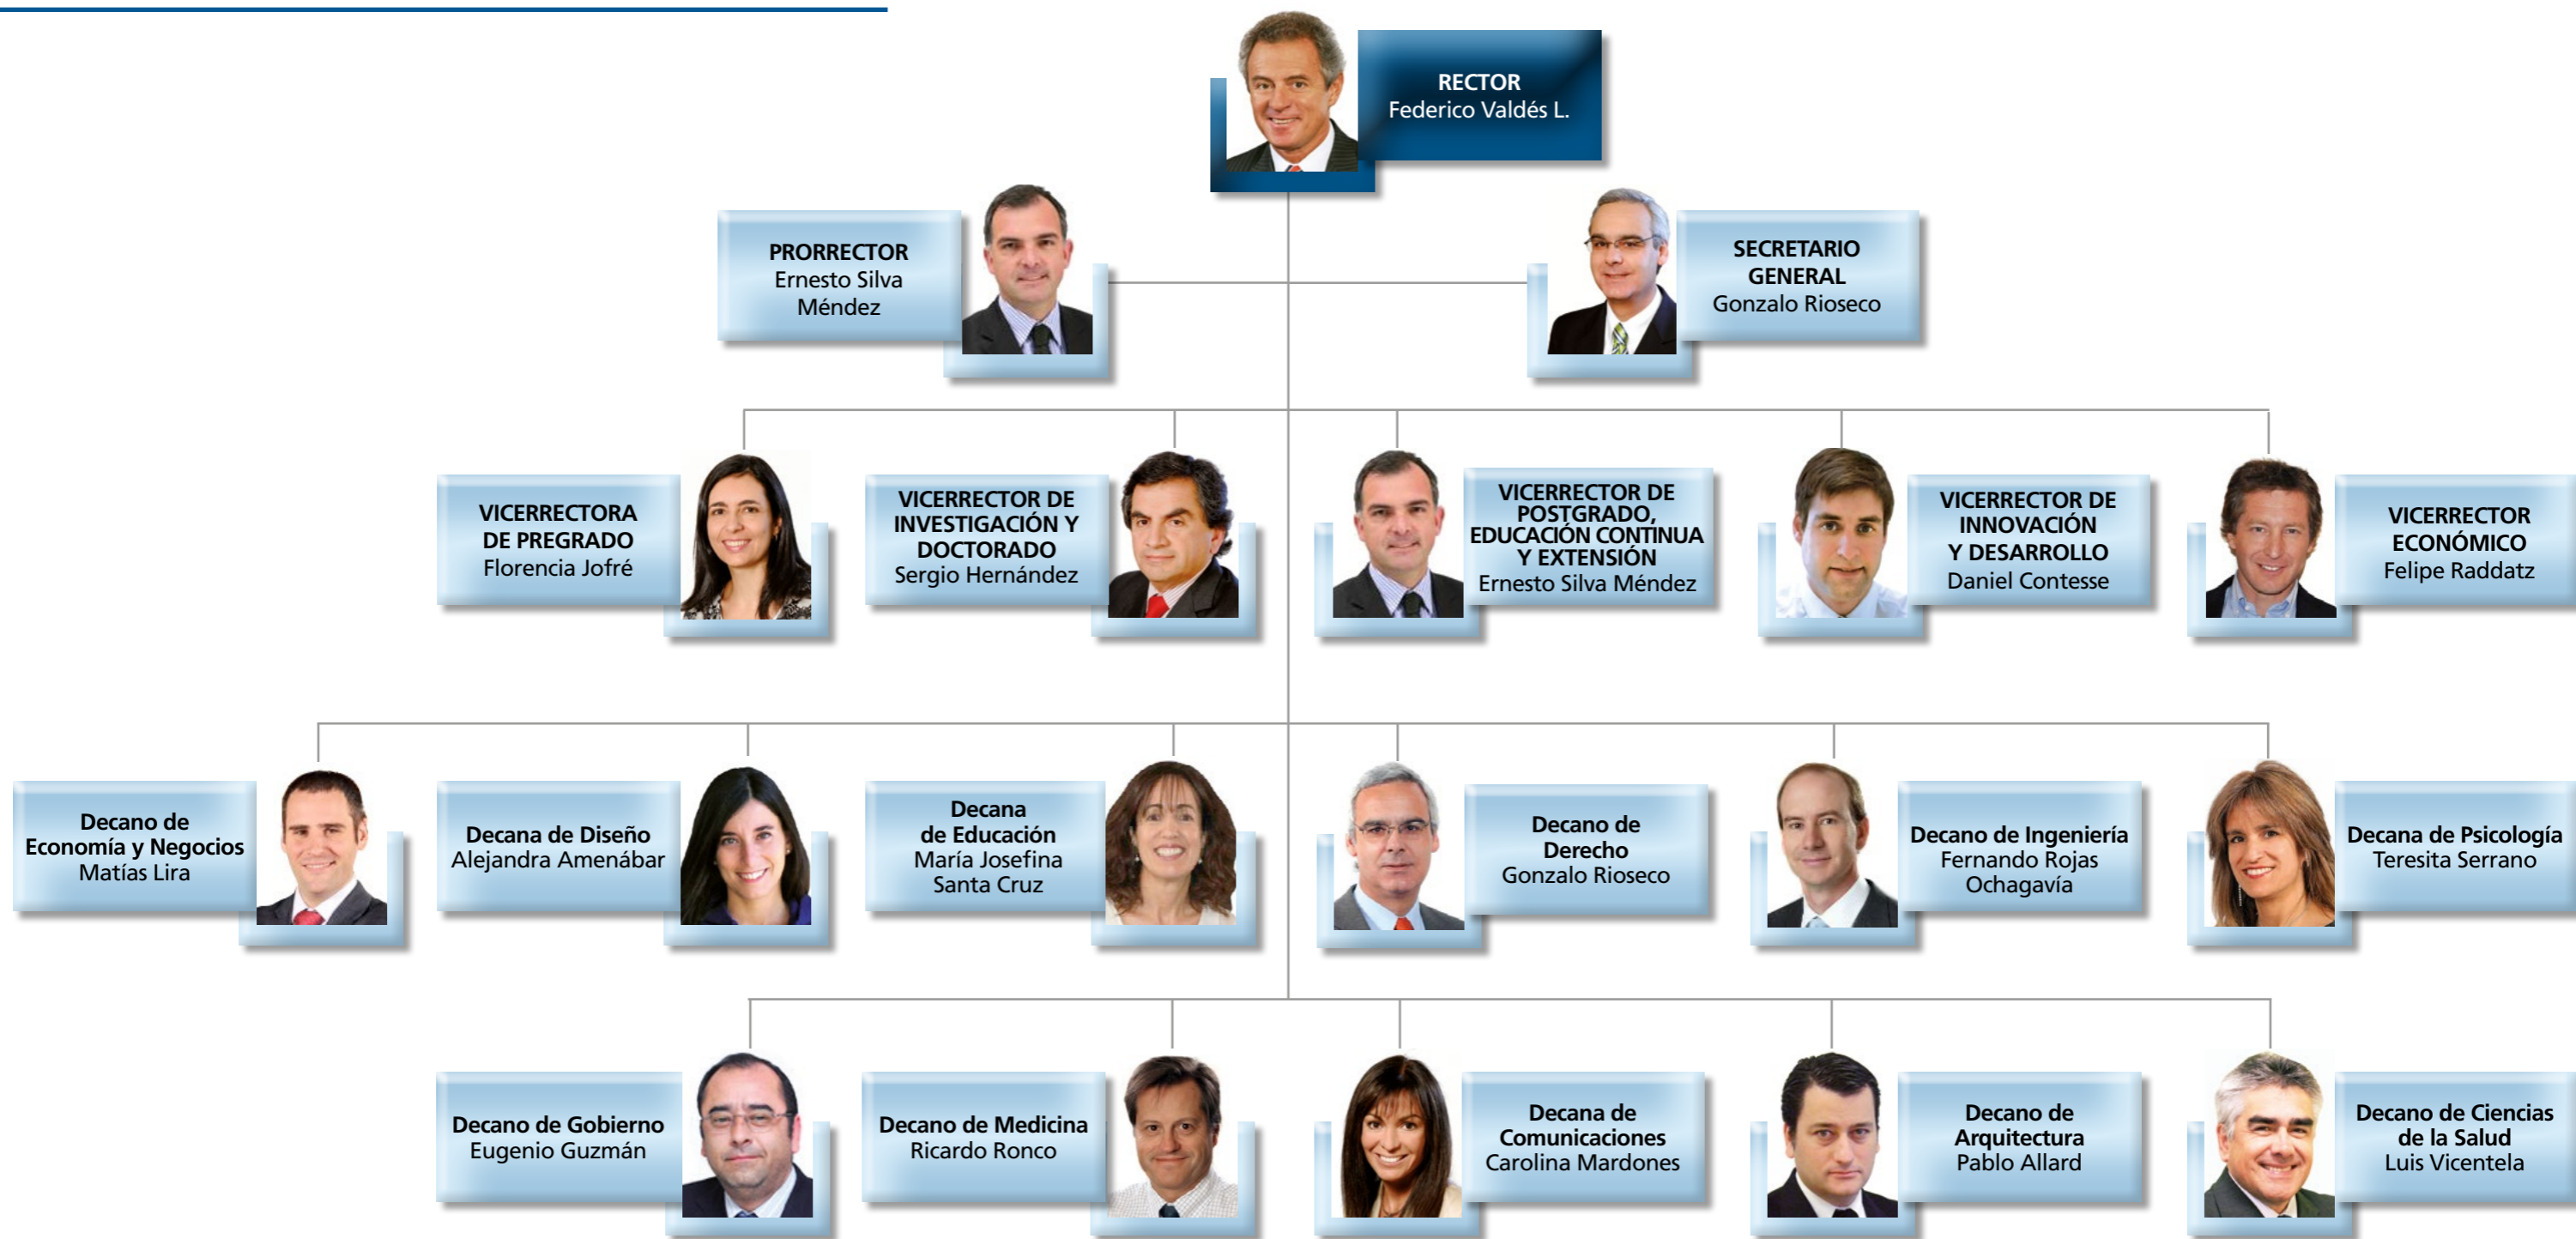 RECTOR
Federico Valdés L.
PRORRECTOR
Ernesto Silva
Méndez
SECRETARIO
GENERAL
Gonzalo Rioseco
VICERRECTORA
DE PREGRADO
Florencia Jofré
VICERRECTOR DE
INVESTIGACIÓN Y
DOCTORADO
Sergio Hernández
VICERRECTOR DE
POSTGRADO,
EDUCACIÓN CONTINUA
Y EXTENSIÓN
Ernesto Silva Méndez
VICERRECTOR DE
INNOVACIÓN
Y DESARROLLO
Daniel Contesse
VICERRECTOR
ECONÓMICO
Felipe Raddatz
Decano de
Economía y Negocios
Matías Lira
Decana de Diseño
Alejandra Amenábar
Decana
de Educación
María Josefina
Santa Cruz
Decano de
Derecho
Gonzalo Rioseco
Decano de Ingeniería
Fernando Rojas
Ochagavía
Decana de Psicología
Teresita Serrano
Decano de Gobierno
Eugenio Guzmán
Decano de Medicina
Ricardo Ronco
Decana de
Comunicaciones
Carolina Mardones
Decano de
Arquitectura
Pablo Allard
Decano de Ciencias
de la Salud
Luis Vicentela